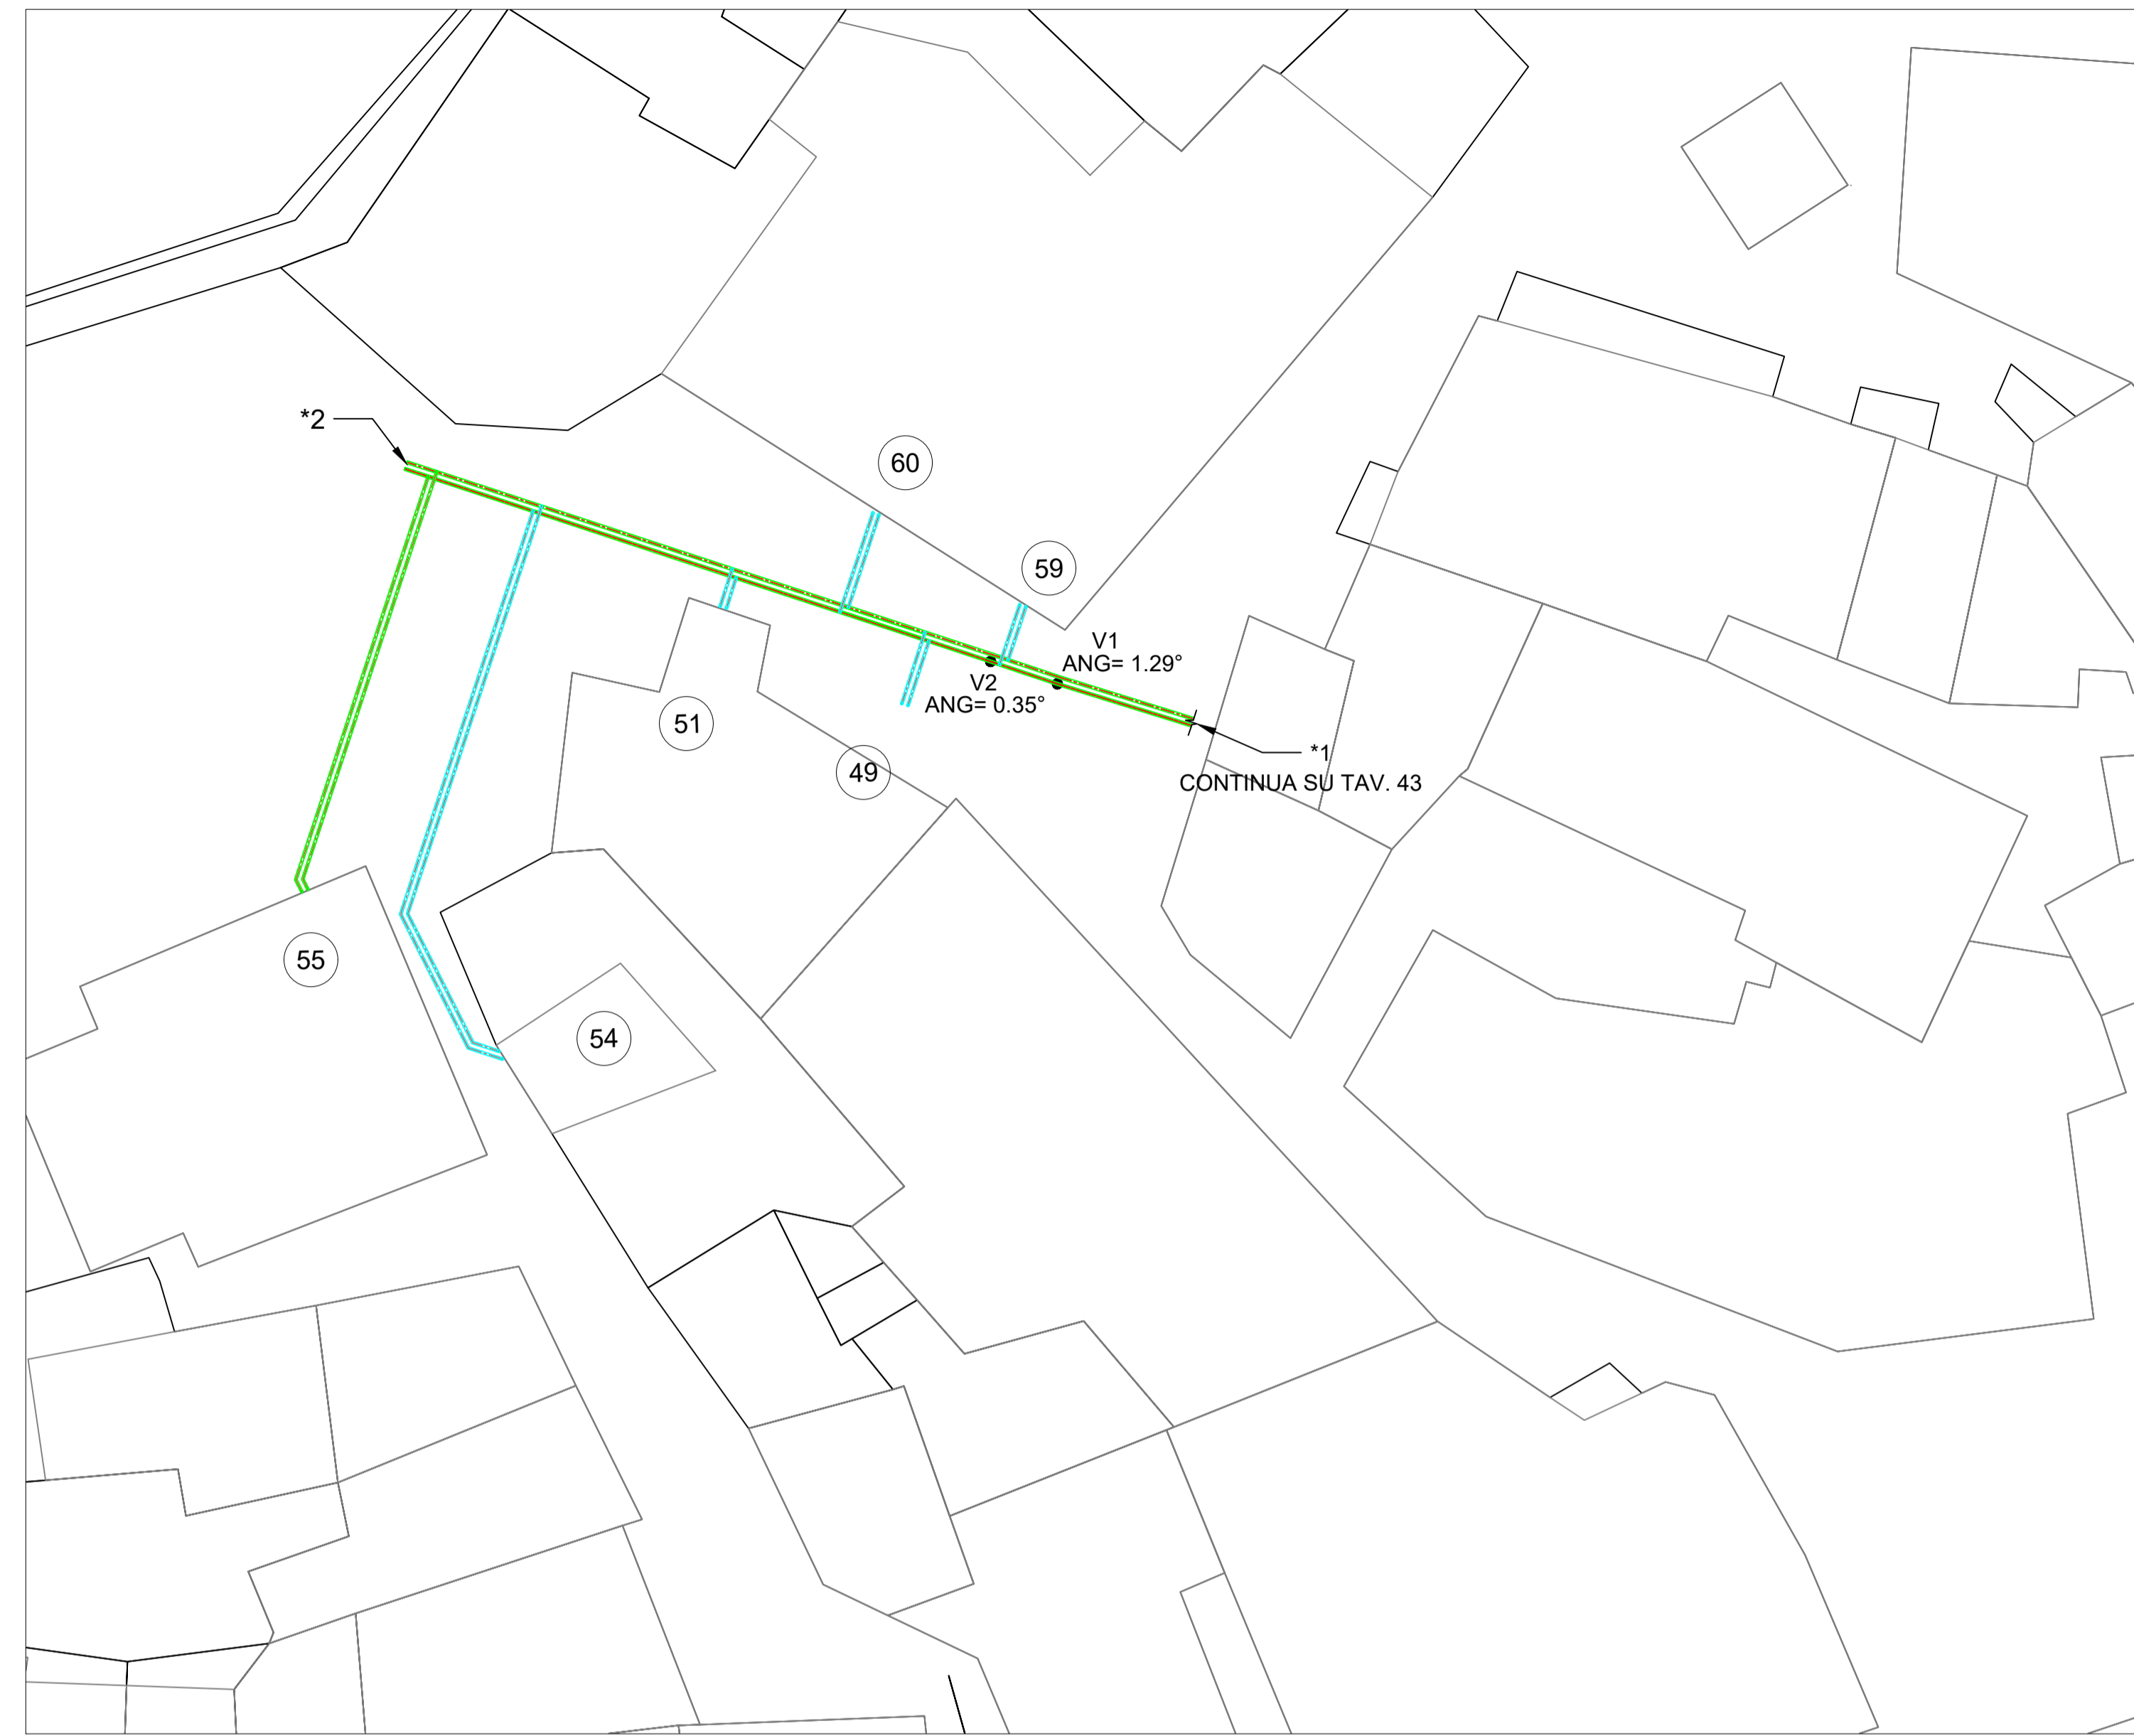 *2
60
59
V1
ANG= 1.29°
V2
ANG= 0.35°
51
*1
49
CONTINUA SU TAV. 43
55
54